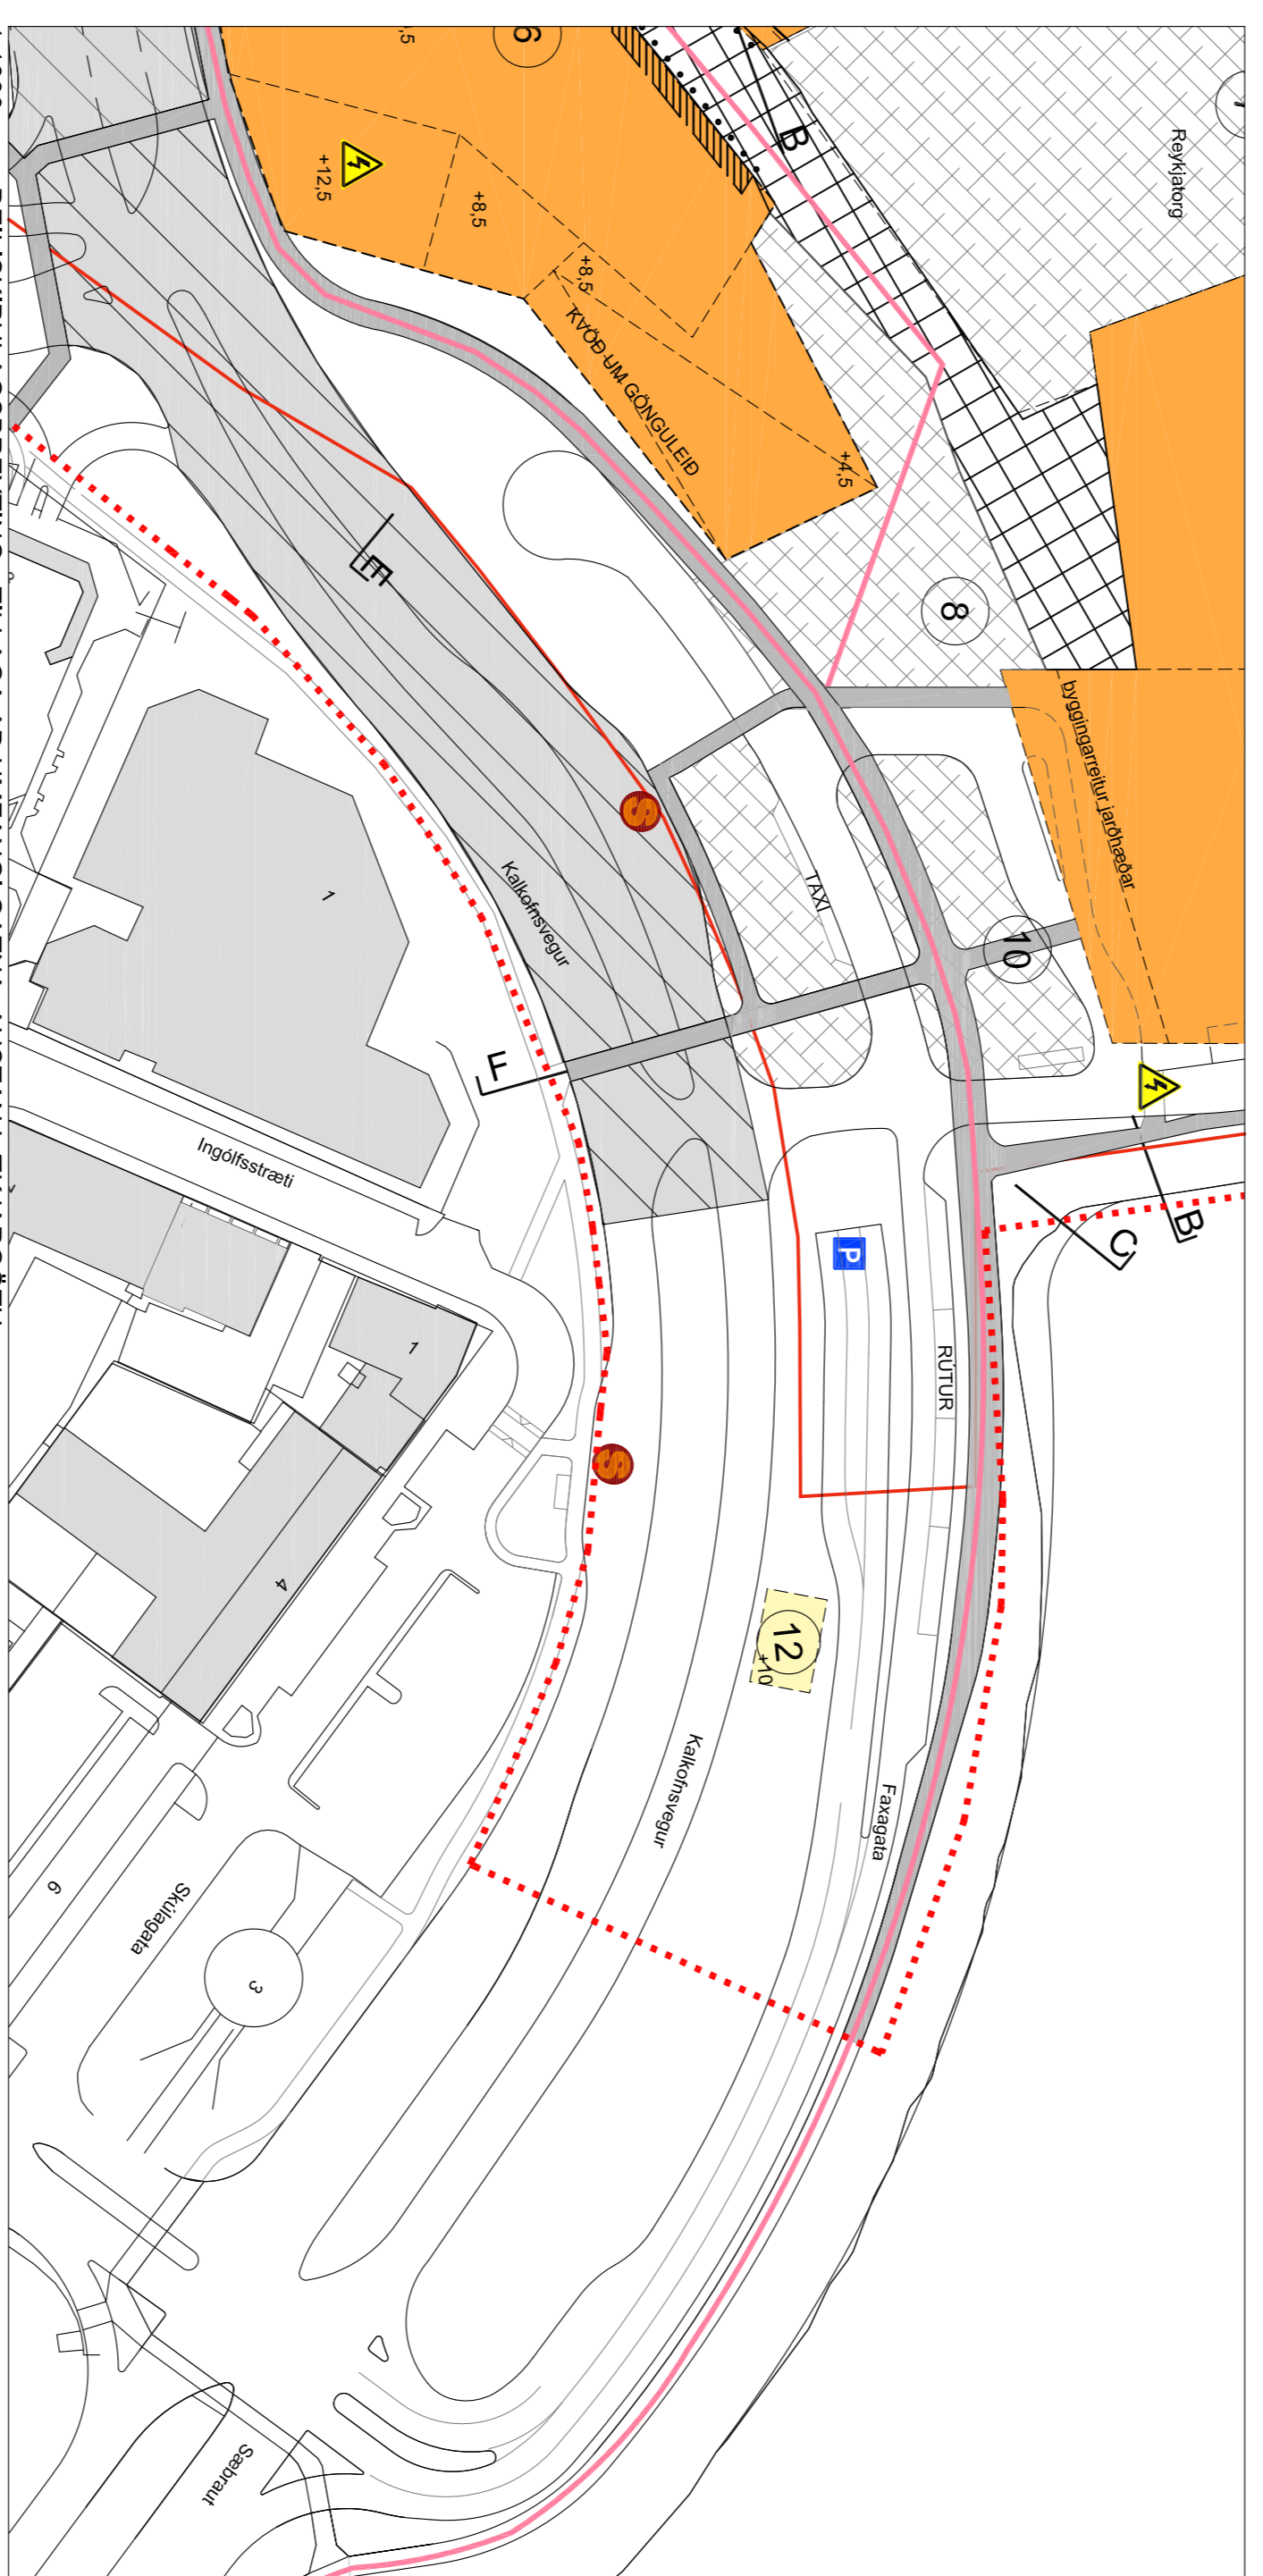 6
,5
B
Reykjatorg
+12,5
+8,5
+8,5
KVÖÐ UM GÖNGULEIÐ
+4,5
8
byggingarreitur jarðhæðar
E
S
Kalkofnsvegur
TAXI
1
10
F
Ingólfsstræti
B
C
P
RÚTUR
1
S
4
12
+10
Kalkofnsvegur
Faxagata
Skúlagata
6
3
Sæbraut